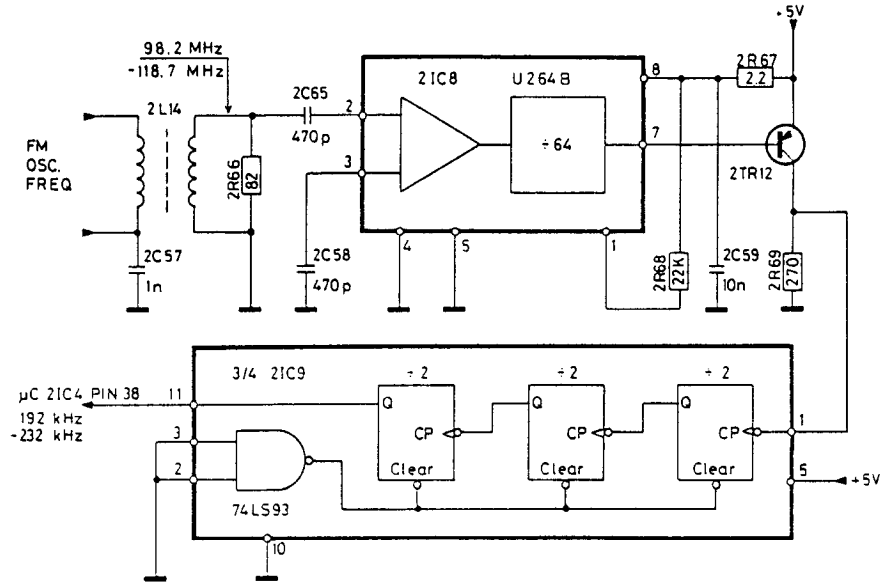 +5V
98.2 MHz
-118.7 MHz
2L14
2C65
470p
2IC8
U264B
2R67
2.2
8
2
3
7
÷64
FM
OSC.
FREQ
2R66
82
2TR12
2C57
1n
2C58
470p
4
5
1
2R68
22K
2C59
10n
2R69
270
3/4 2IC9
÷2
÷2
÷2
µC 2IC4 PIN 38
11
192 kHz
-232 kHz
Q
Q
Q
CP
CP
CP
1
3
2
Clear
Clear
Clear
5
+5V
74LS93
10